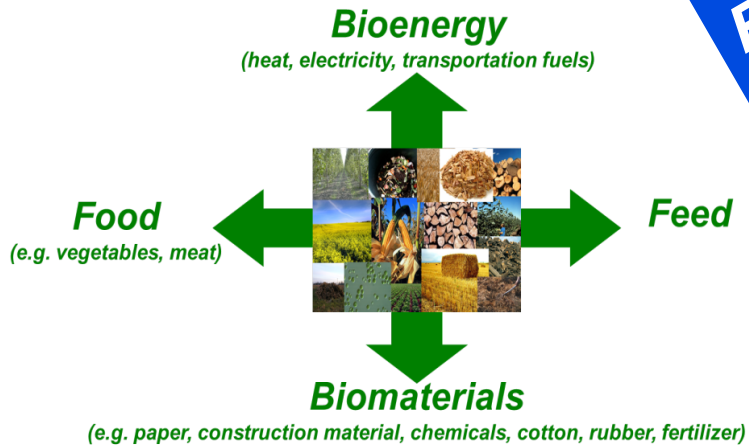 Bioenergy
(heat, electricity, transportation fuels)
Food
(e.g. vegetables, meat)
Feed
Biomaterials
(e.g. paper, construction material, chemicals, cotton, rubber, fertilizer)